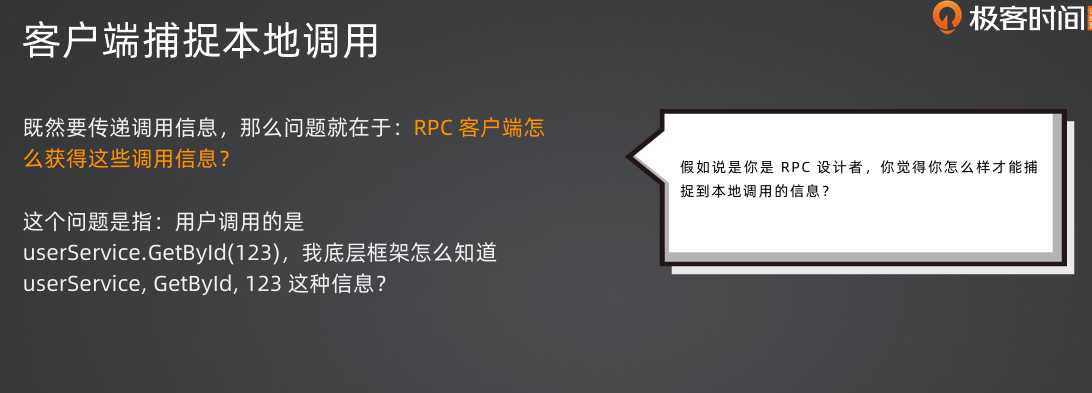 客户端捕捉本地调用
极客时间
既然要传递调用信息，那么问题就在于：RPC 客户端怎
么获得这些调用信息？
假如说是你是 RPC 设计者，你觉得你怎么样才能捕
捉到本地调用的信息？
这个问题是指：用户调用的是
userService.GetById(123)，我底层框架怎么知道
userService, GetById, 123 这种信息？